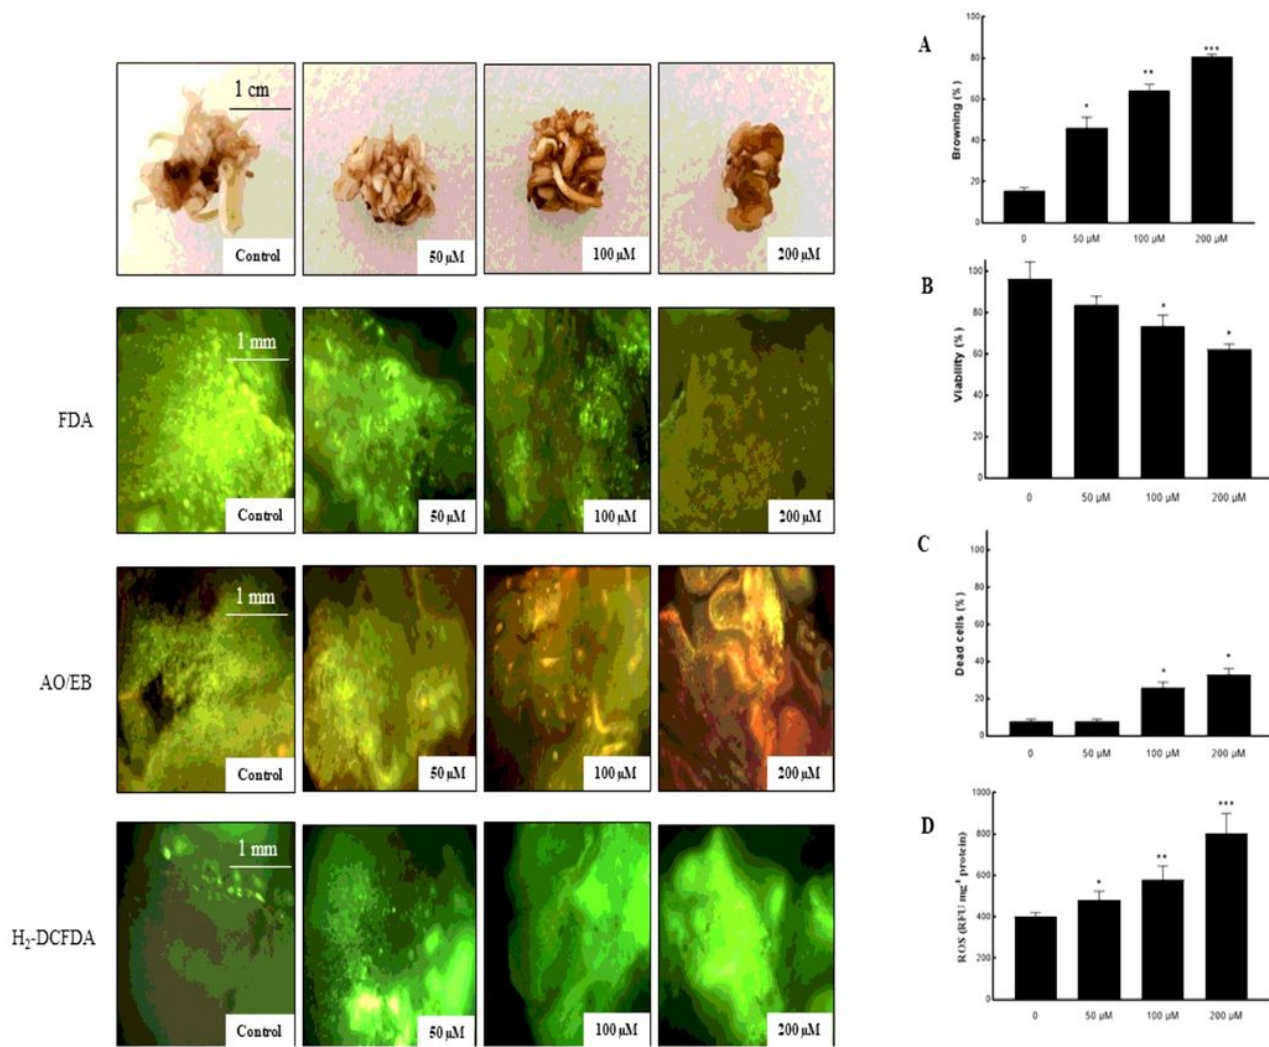 1 cm
Control
50 µM
100 µM
200 µM
FDA
1 mm
Control
50 µM
100 µM
200 µM
AO/EB
1 mm
Control
50 µM
100 µM
200 µM
H₂-DCFDA
1 mm
Control
50 µM
100 µM
200 µM
A
Browning (%)
100
80
60
40
20
0
*
**
***
0 50 µM 100 µM 200 µM
B
Viability (%)
100
80
60
40
20
0
*
*
0 50 µM 100 µM 200 µM
C
Dead cells (%)
100
80
60
40
20
0
*
*
0 50 µM 100 µM 200 µM
D
ROS (RFU mg⁻¹ protein)
1000
800
600
400
200
0
*
**
***
0 50 µM 100 µM 200 µM